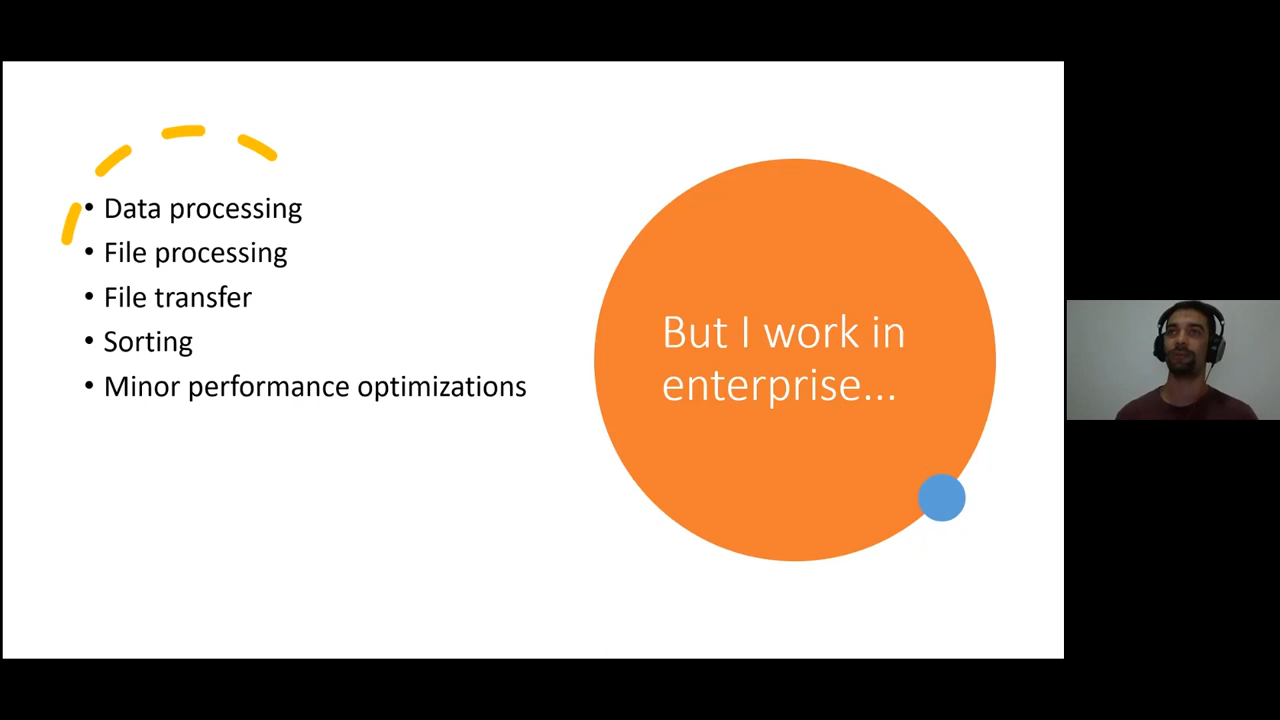 • Data processing
• File processing
• File transfer
• Sorting
• Minor performance optimizations
But I work in
enterprise...